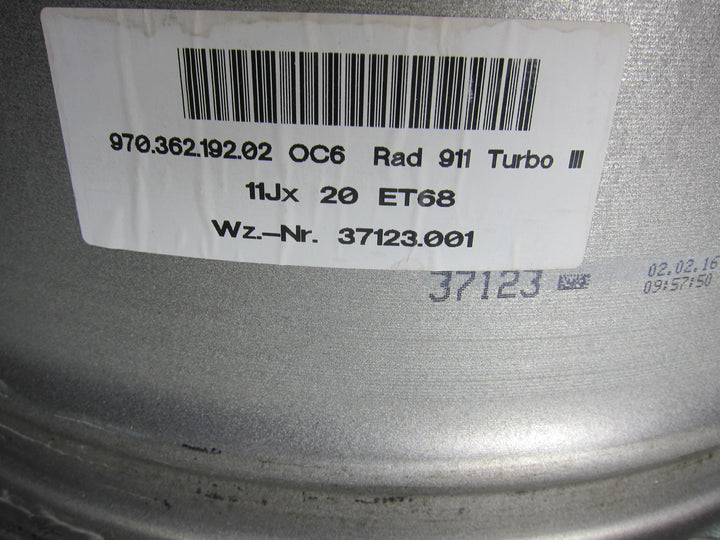 970.362.192.02 OC6 Rad 911 Turbo III
11Jx 20 ET68
Wz.-Nr. 37123.001
37123
02.02.16
09:57:50